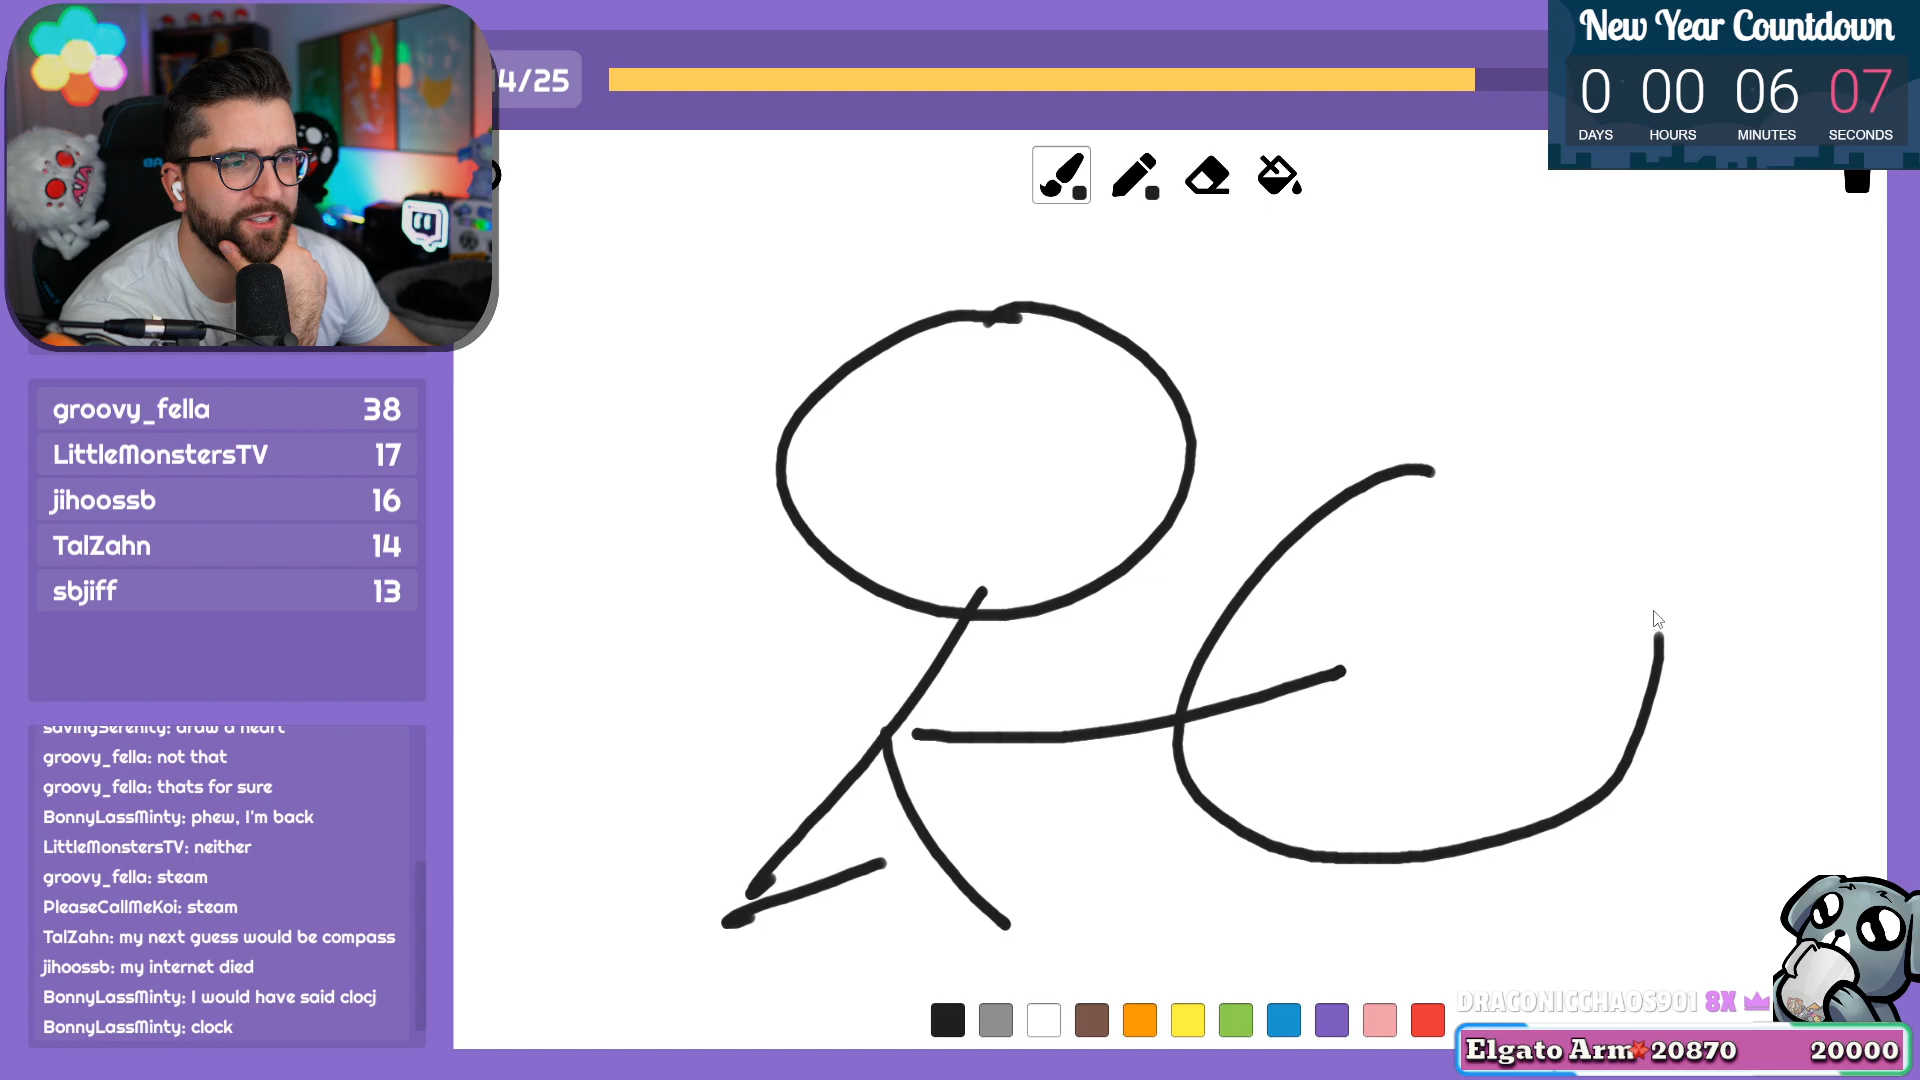 New Year Countdown
0 00 06 07
DAYS HOURS MINUTES SECONDS
4/25
groovy_fella 38
LittleMonstersTV 17
jihoossb 16
TalZahn 14
sbjiff 13
savingSerenity: draw a heart
groovy_fella: not that
groovy_fella: thats for sure
BonnyLassMinty: phew, I'm back
LittleMonstersTV: neither
groovy_fella: steam
PleaseCallMeKoi: steam
TalZahn: my next guess would be compass
jihoossb: my internet died
BonnyLassMinty: I would have said clocj
BonnyLassMinty: clock
DRACONICCHAOS901 8X
Elgato Arm 20870 20000